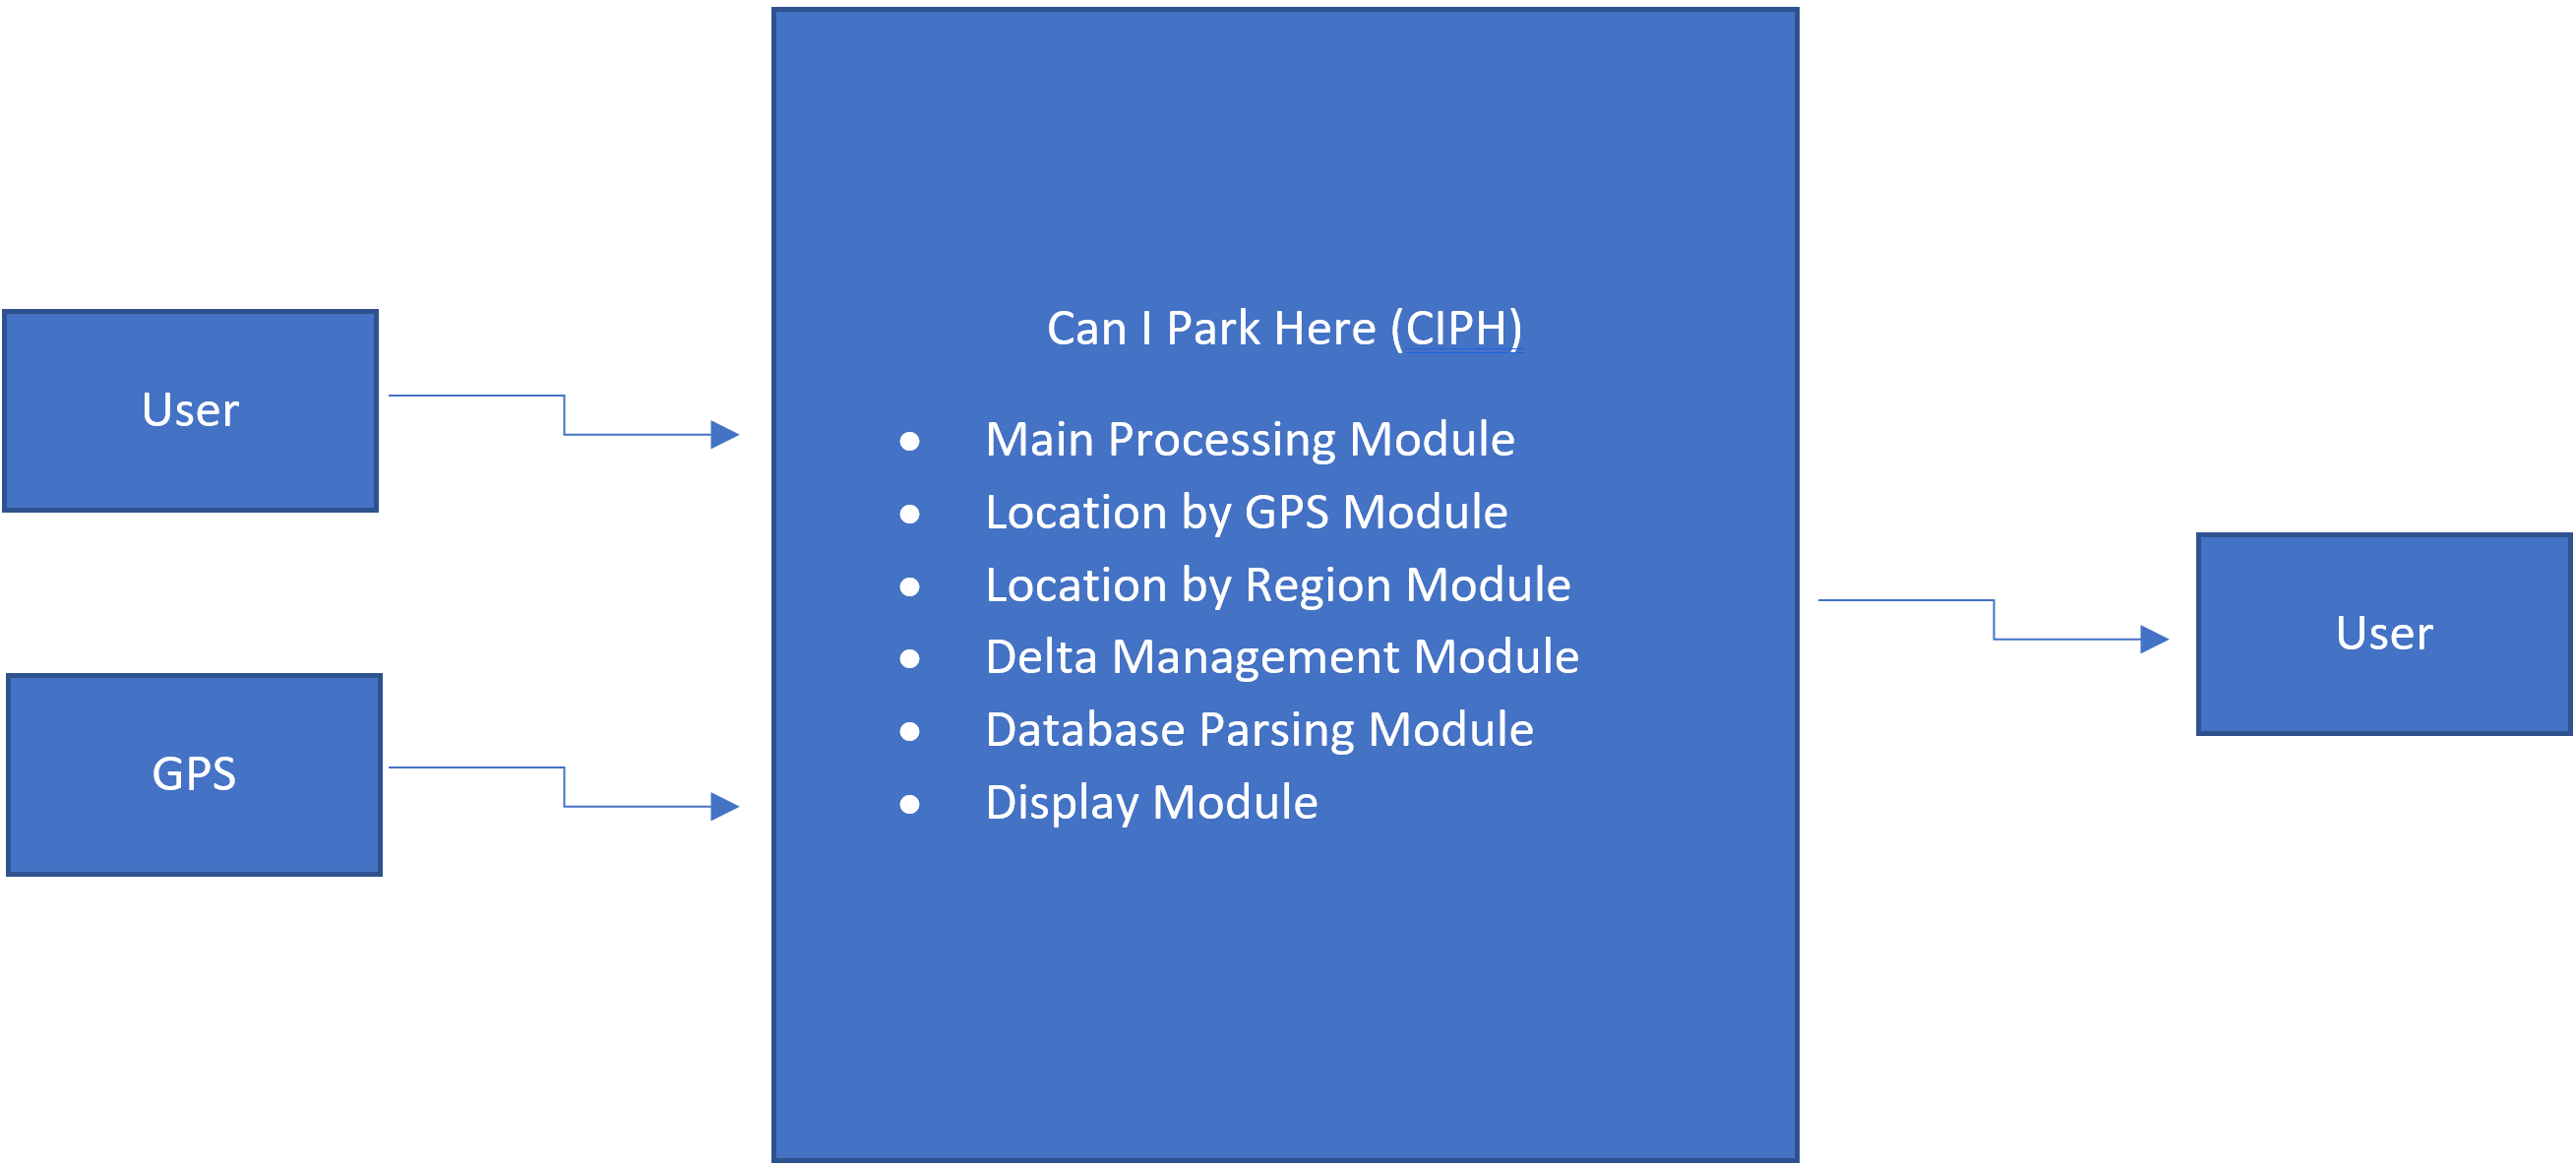 User
GPS
Can I Park Here (CIPH)
● Main Processing Module
● Location by GPS Module
● Location by Region Module
● Delta Management Module
● Database Parsing Module
● Display Module
User